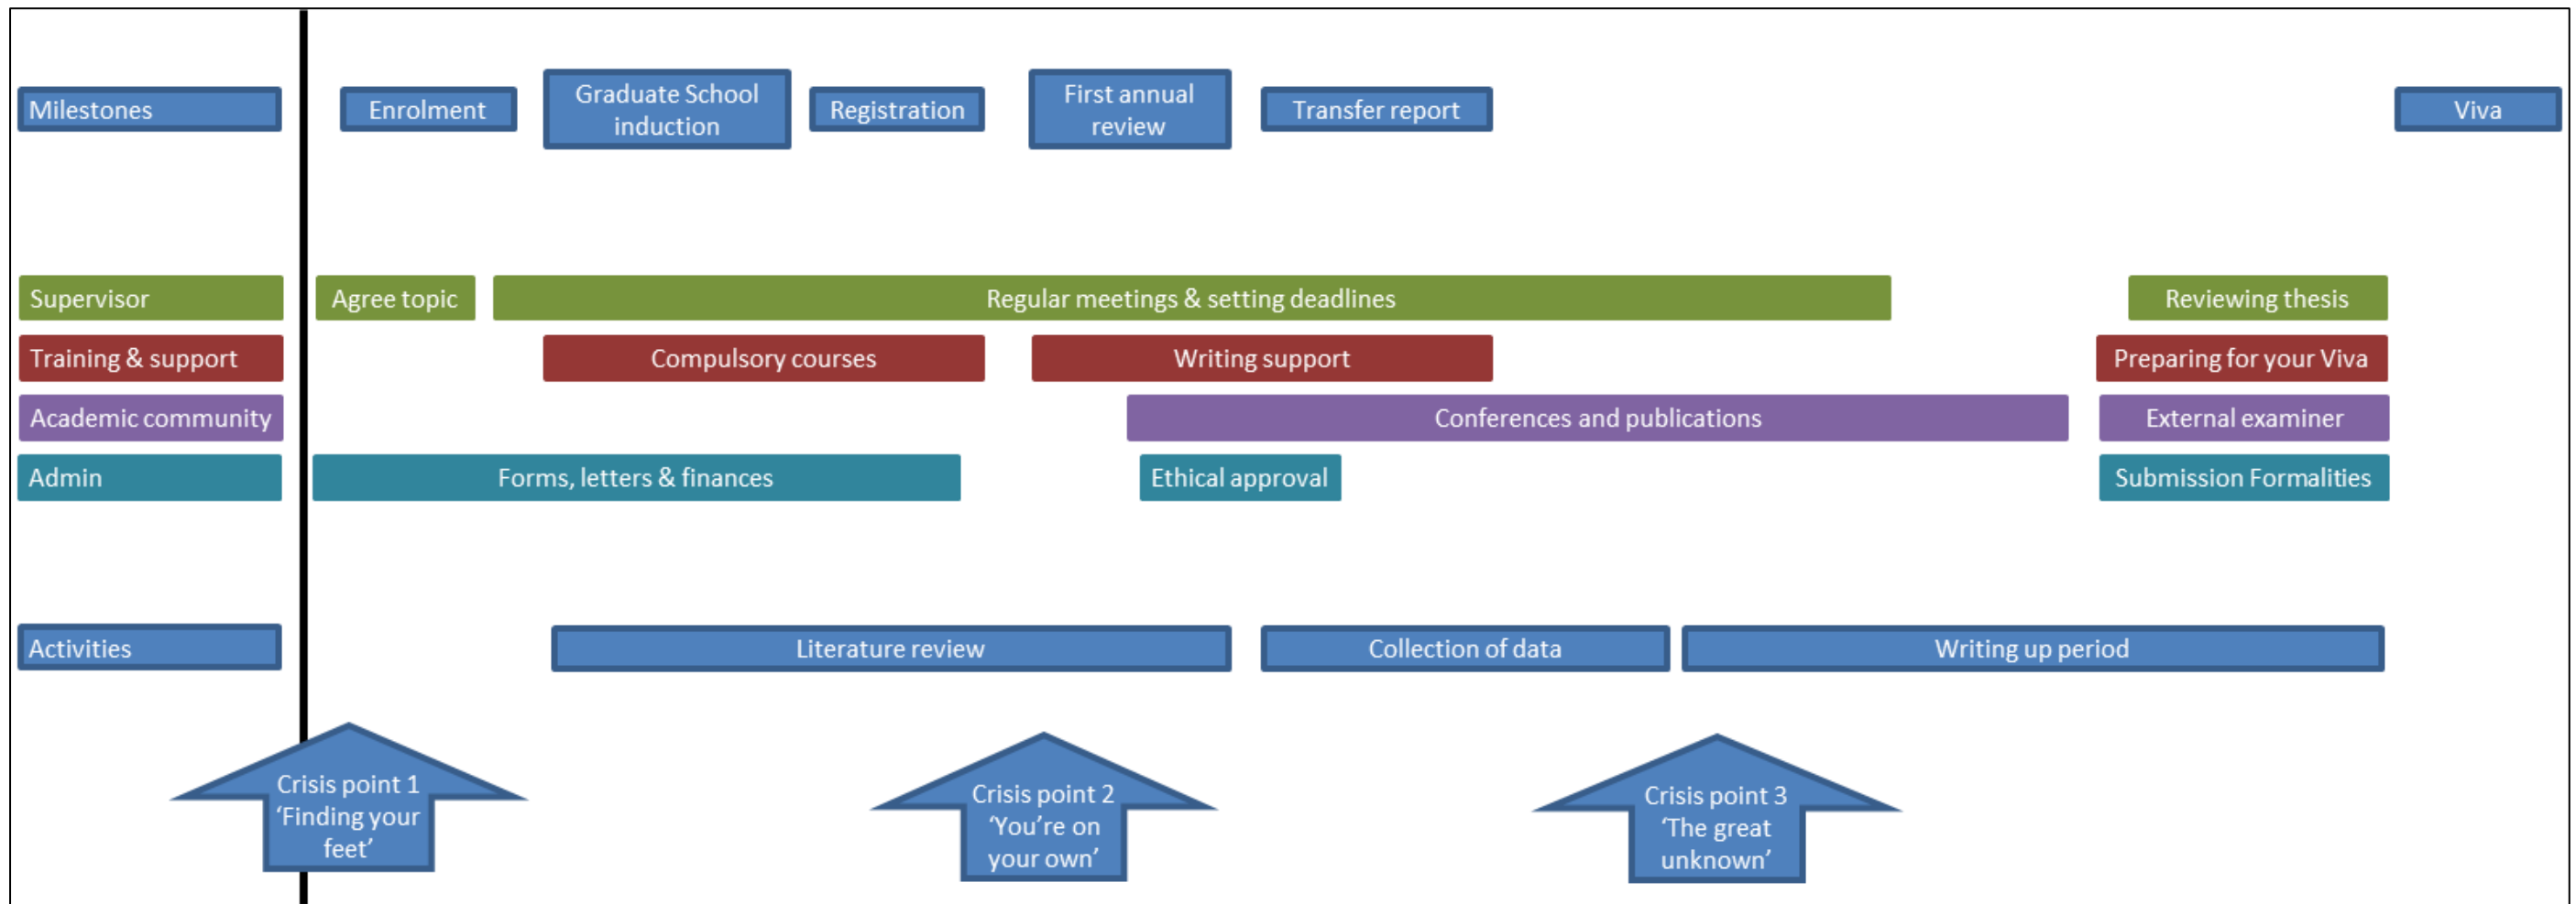 Milestones
Enrolment
Graduate School
induction
Registration
First annual
review
Transfer report
Viva
Supervisor
Agree topic
Regular meetings & setting deadlines
Reviewing thesis
Training & support
Compulsory courses
Writing support
Preparing for your Viva
Academic community
Conferences and publications
External examiner
Admin
Forms, letters & finances
Ethical approval
Submission Formalities
Activities
Literature review
Collection of data
Writing up period
Crisis point 1
‘Finding your
feet’
Crisis point 2
‘You’re on
your own’
Crisis point 3
‘The great
unknown’